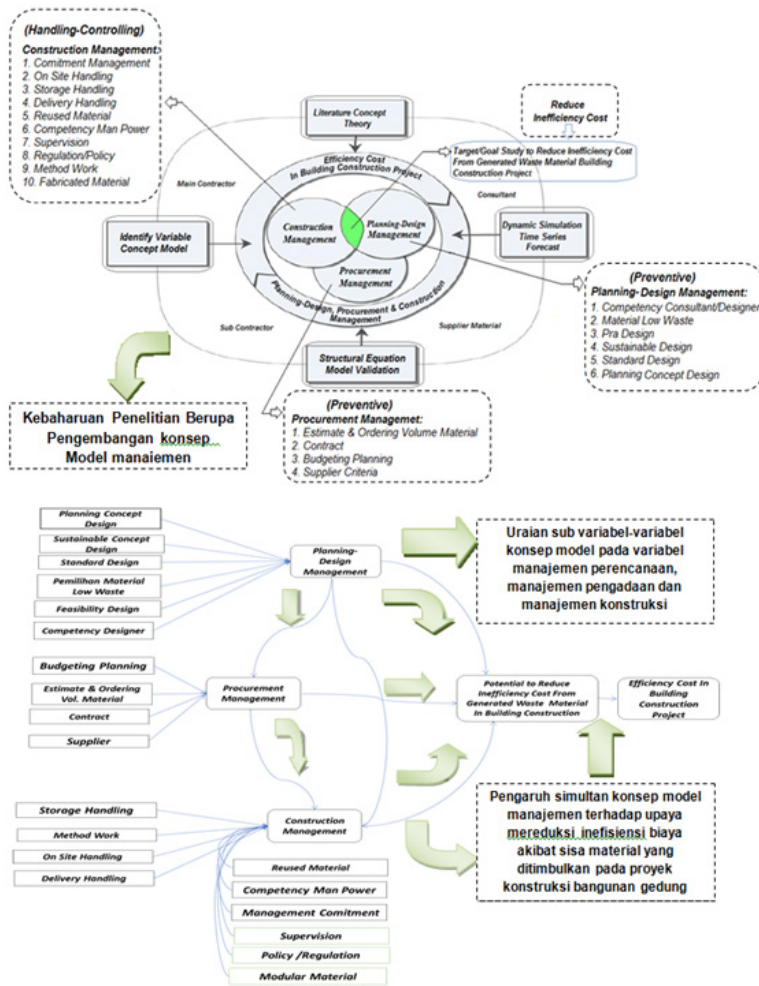 (Handling-Controlling)
Construction Management:
1. Comitment Management
2. On Site Handling
3. Storage Handling
4. Delivery Handling
5. Reused Material
6. Competency Man Power
7. Supervision
8. Regulation/Policy
9. Method Work
10. Fabricated Material
Reduce
Inefficiency Cost
Literature Concept
Theory
Target/Goal Study to Reduce Inefficiency Cost
From Generated Waste Material Building
Construction Project
Efficiency Cost
In Building Construction Project
Main Contractor
Consultant
Identify Variable
Concept Model
Construction
Management
Planning-Design
Management
Procurement
Management
Dynamic Simulation
Time Series
Forecast
Planning-Design, Procurement & Construction
Management
Sub Contractor
Supplier Material
Structural Equation
Model Validation
(Preventive)
Planning-Design Management:
1. Competency Consultant/Designer
2. Material Low Waste
3. Pra Design
4. Sustainable Design
5. Standard Design
6. Planning Concept Design
Kebaharuan Penelitian Berupa
Pengembangan konsep
Model manaiemen
(Preventive)
Procurement Managemet:
1. Estimate & Ordering Volume Material
2. Contract
3. Budgeting Planning
4. Supplier Criteria
Planning Concept
Design
Sustainable Concept
Design
Standard Design
Pemilihan Material
Low Waste
Feasibility Design
Competency Designer
Planning-
Design
Management
Uraian sub variabel-variabel
konsep model pada variabel
manajemen perencanaan,
manajemen pengadaan dan
manajemen konstruksi
Budgeting Planning
Estimate & Ordering
Vol. Material
Contract
Supplier
Procurement
Management
Potential to Reduce
Inefficiency Cost From
Generated Waste Material
In Building Construction
Efficiency Cost In
Building
Construction
Project
Storage Handling
Method Work
On Site Handling
Delivery Handling
Construction
Management
Reused Material
Competency Man Power
Management Comitment
Supervision
Policy /Regulation
Modular Material
Pengaruh simultan konsep model
manajemen terhadap upaya
mereduksi inefisiensi biaya
akibat sisa material yang
ditimbulkan pada proyek
konstruksi bangunan gedung